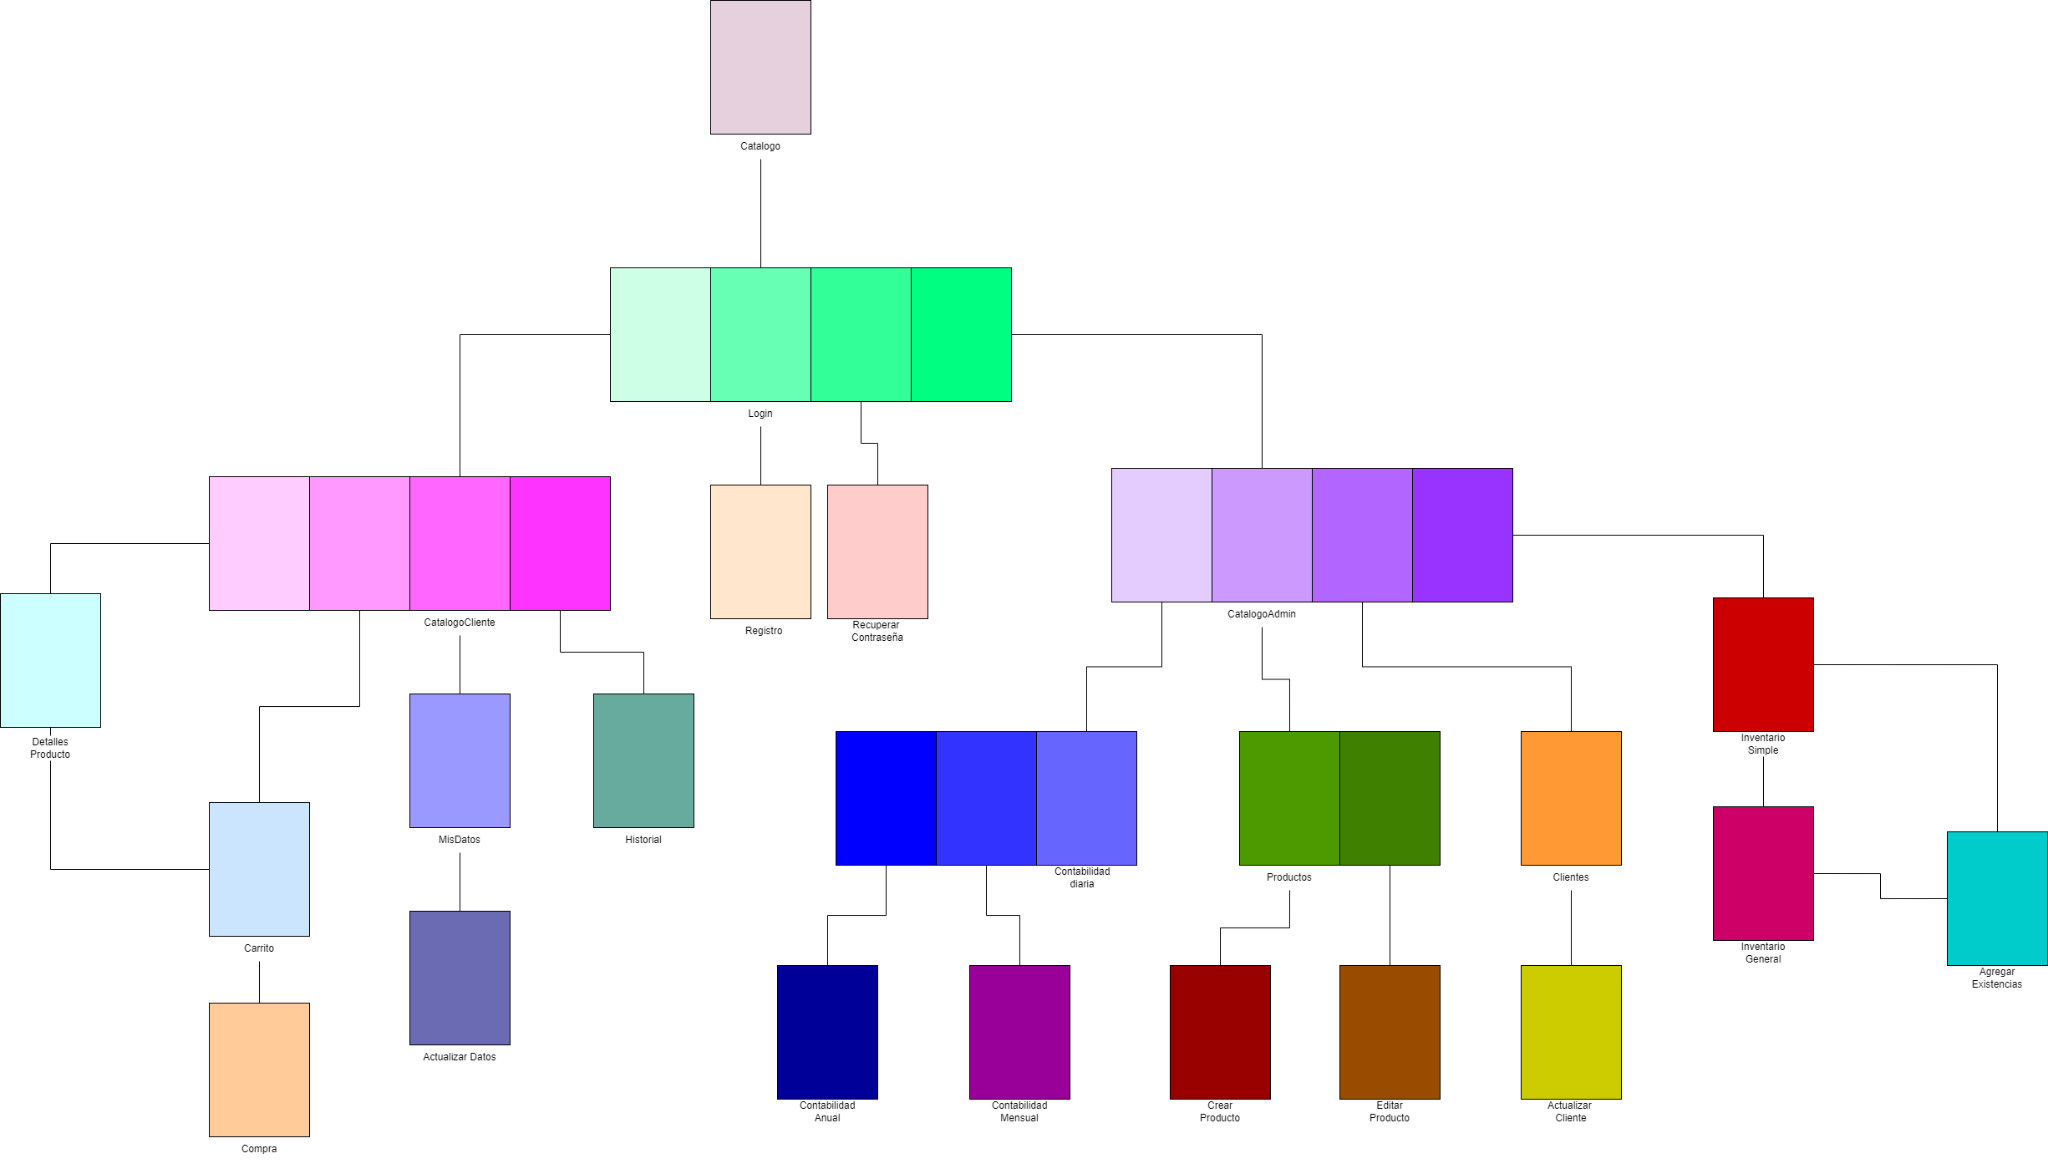 Catalogo
Login
CatalogoCliente
Registro
Recuperar
Contraseña
CatalogoAdmin
Detalles
Producto
Inventario
Simple
MisDatos
Historial
Contabilidad
diaria
Productos
Clientes
Carrito
Inventario
General
Agregar
Existencias
Actualizar Datos
Contabilidad
Anual
Contabilidad
Mensual
Crear
Producto
Editar
Producto
Actualizar
Cliente
Compra